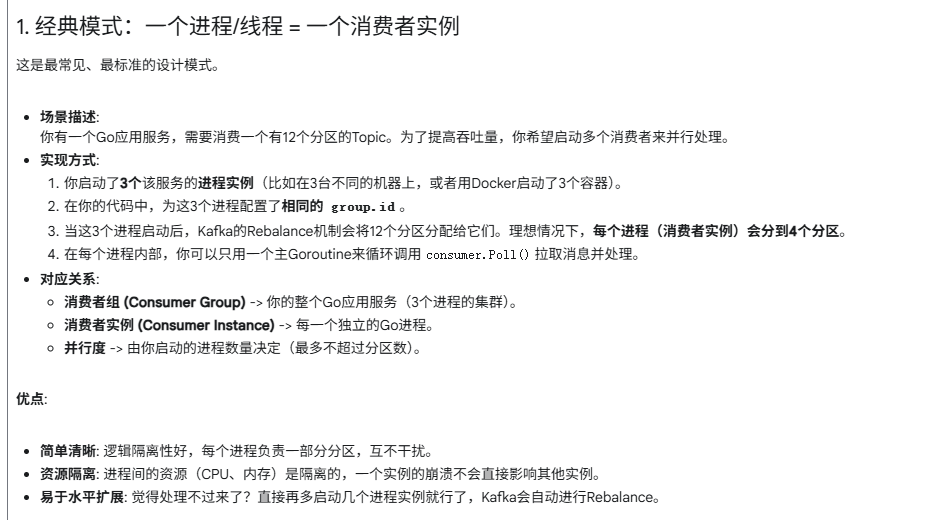 1. 经典模式：一个进程/线程 = 一个消费者实例
这是最常见、最标准的设计模式。
• 场景描述:
你有一个Go应用服务，需要消费一个有12个分区的Topic。为了提高吞吐量，你希望启动多个消费者来并行处理。
• 实现方式:
1. 你启动了3个该服务的进程实例（比如在3台不同的机器上，或者用Docker启动了3个容器）。
2. 在你的代码中，为这3个进程配置了相同的 group.id 。
3. 当这3个进程启动后，Kafka的Rebalance机制会将12个分区分配给它们。理想情况下，每个进程（消费者实例）会分到4个分区。
4. 在每个进程内部，你可以只用一个主Goroutine来循环调用 consumer.Poll() 拉取消息并处理。
• 对应关系:
○ 消费者组 (Consumer Group) -> 你的整个Go应用服务（3个进程的集群）。
○ 消费者实例 (Consumer Instance) -> 每一个独立的Go进程。
○ 并行度 -> 由你启动的进程数量决定（最多不超过分区数）。
优点:
• 简单清晰: 逻辑隔离性好，每个进程负责一部分分区，互不干扰。
• 资源隔离: 进程间的资源（CPU、内存）是隔离的，一个实例的崩溃不会直接影响其他实例。
• 易于水平扩展: 觉得处理不过来了？直接再多启动几个进程实例就行了，Kafka会自动进行Rebalance。